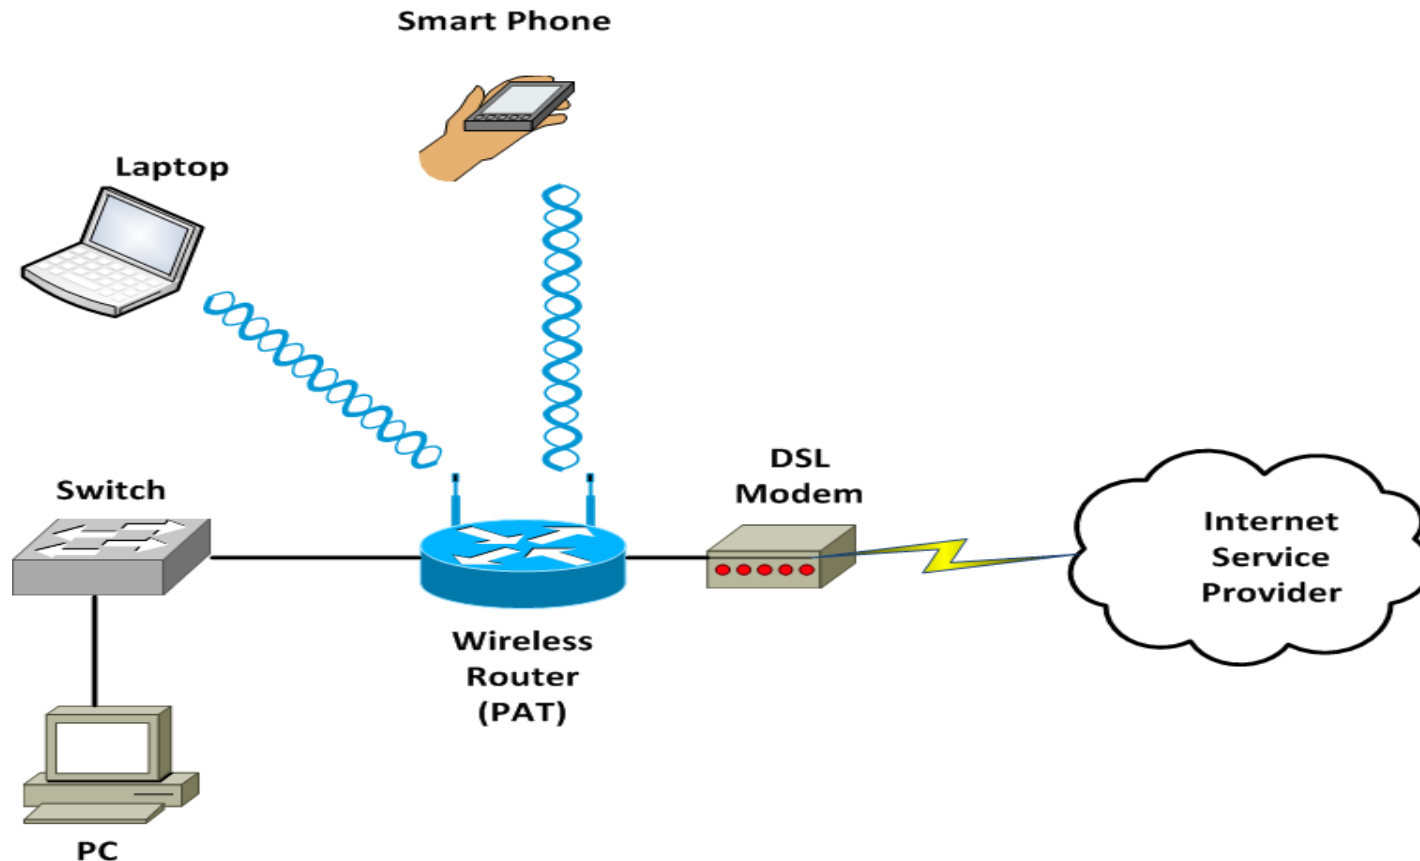 Smart Phone
Laptop
Switch
DSL
Modem
Internet
Service
Provider
Wireless
Router
(PAT)
PC